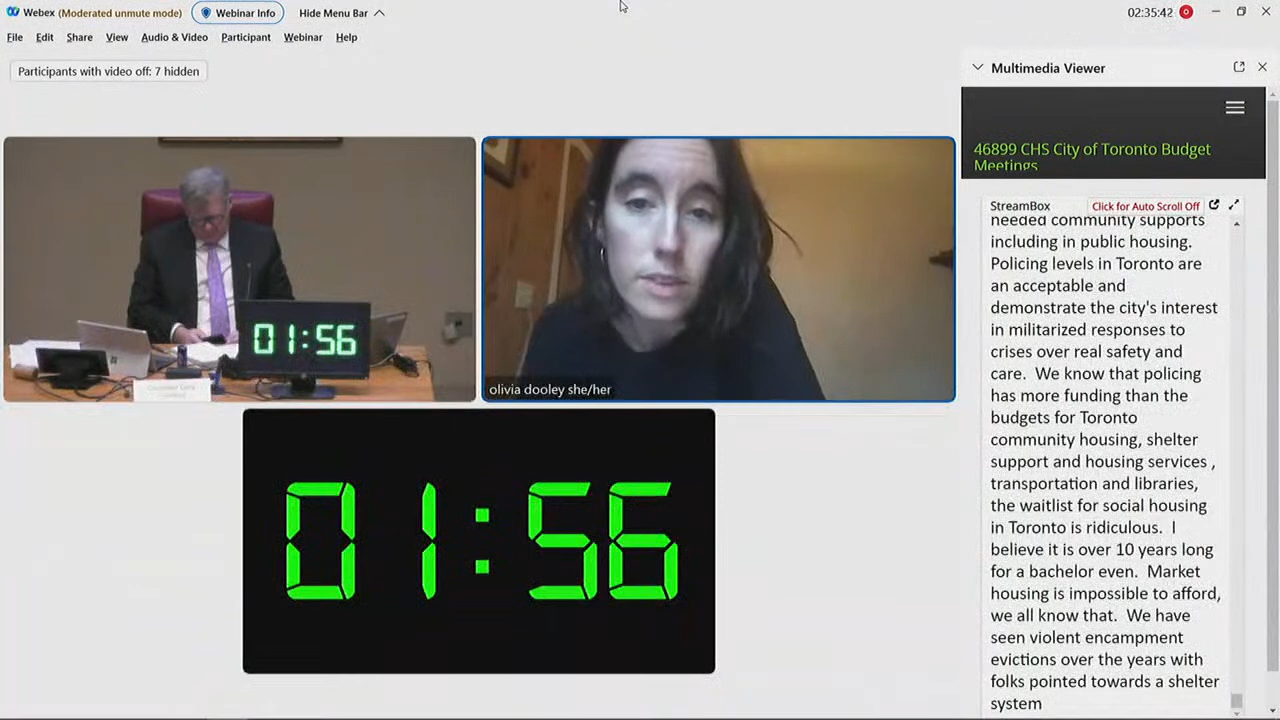 Webex (Moderated unmute mode) Webinar Info Hide Menu Bar 02:35:42
File Edit Share View Audio & Video Participant Webinar Help
Participants with video off: 7 hidden
Multimedia Viewer
46899 CHS City of Toronto Budget
Meetings
StreamBox Click for Auto Scroll Off
needed community supports
including in public housing.
Policing levels in Toronto are
an acceptable and
demonstrate the city's interest
in militarized responses to
crises over real safety and
care. We know that policing
has more funding than the
budgets for Toronto
community housing, shelter
support and housing services ,
transportation and libraries,
the waitlist for social housing
in Toronto is ridiculous. I
believe it is over 10 years long
for a bachelor even. Market
housing is impossible to afford,
we all know that. We have
seen violent encampment
evictions over the years with
folks pointed towards a shelter
system
01:56
olivia dooley she/her
01:56